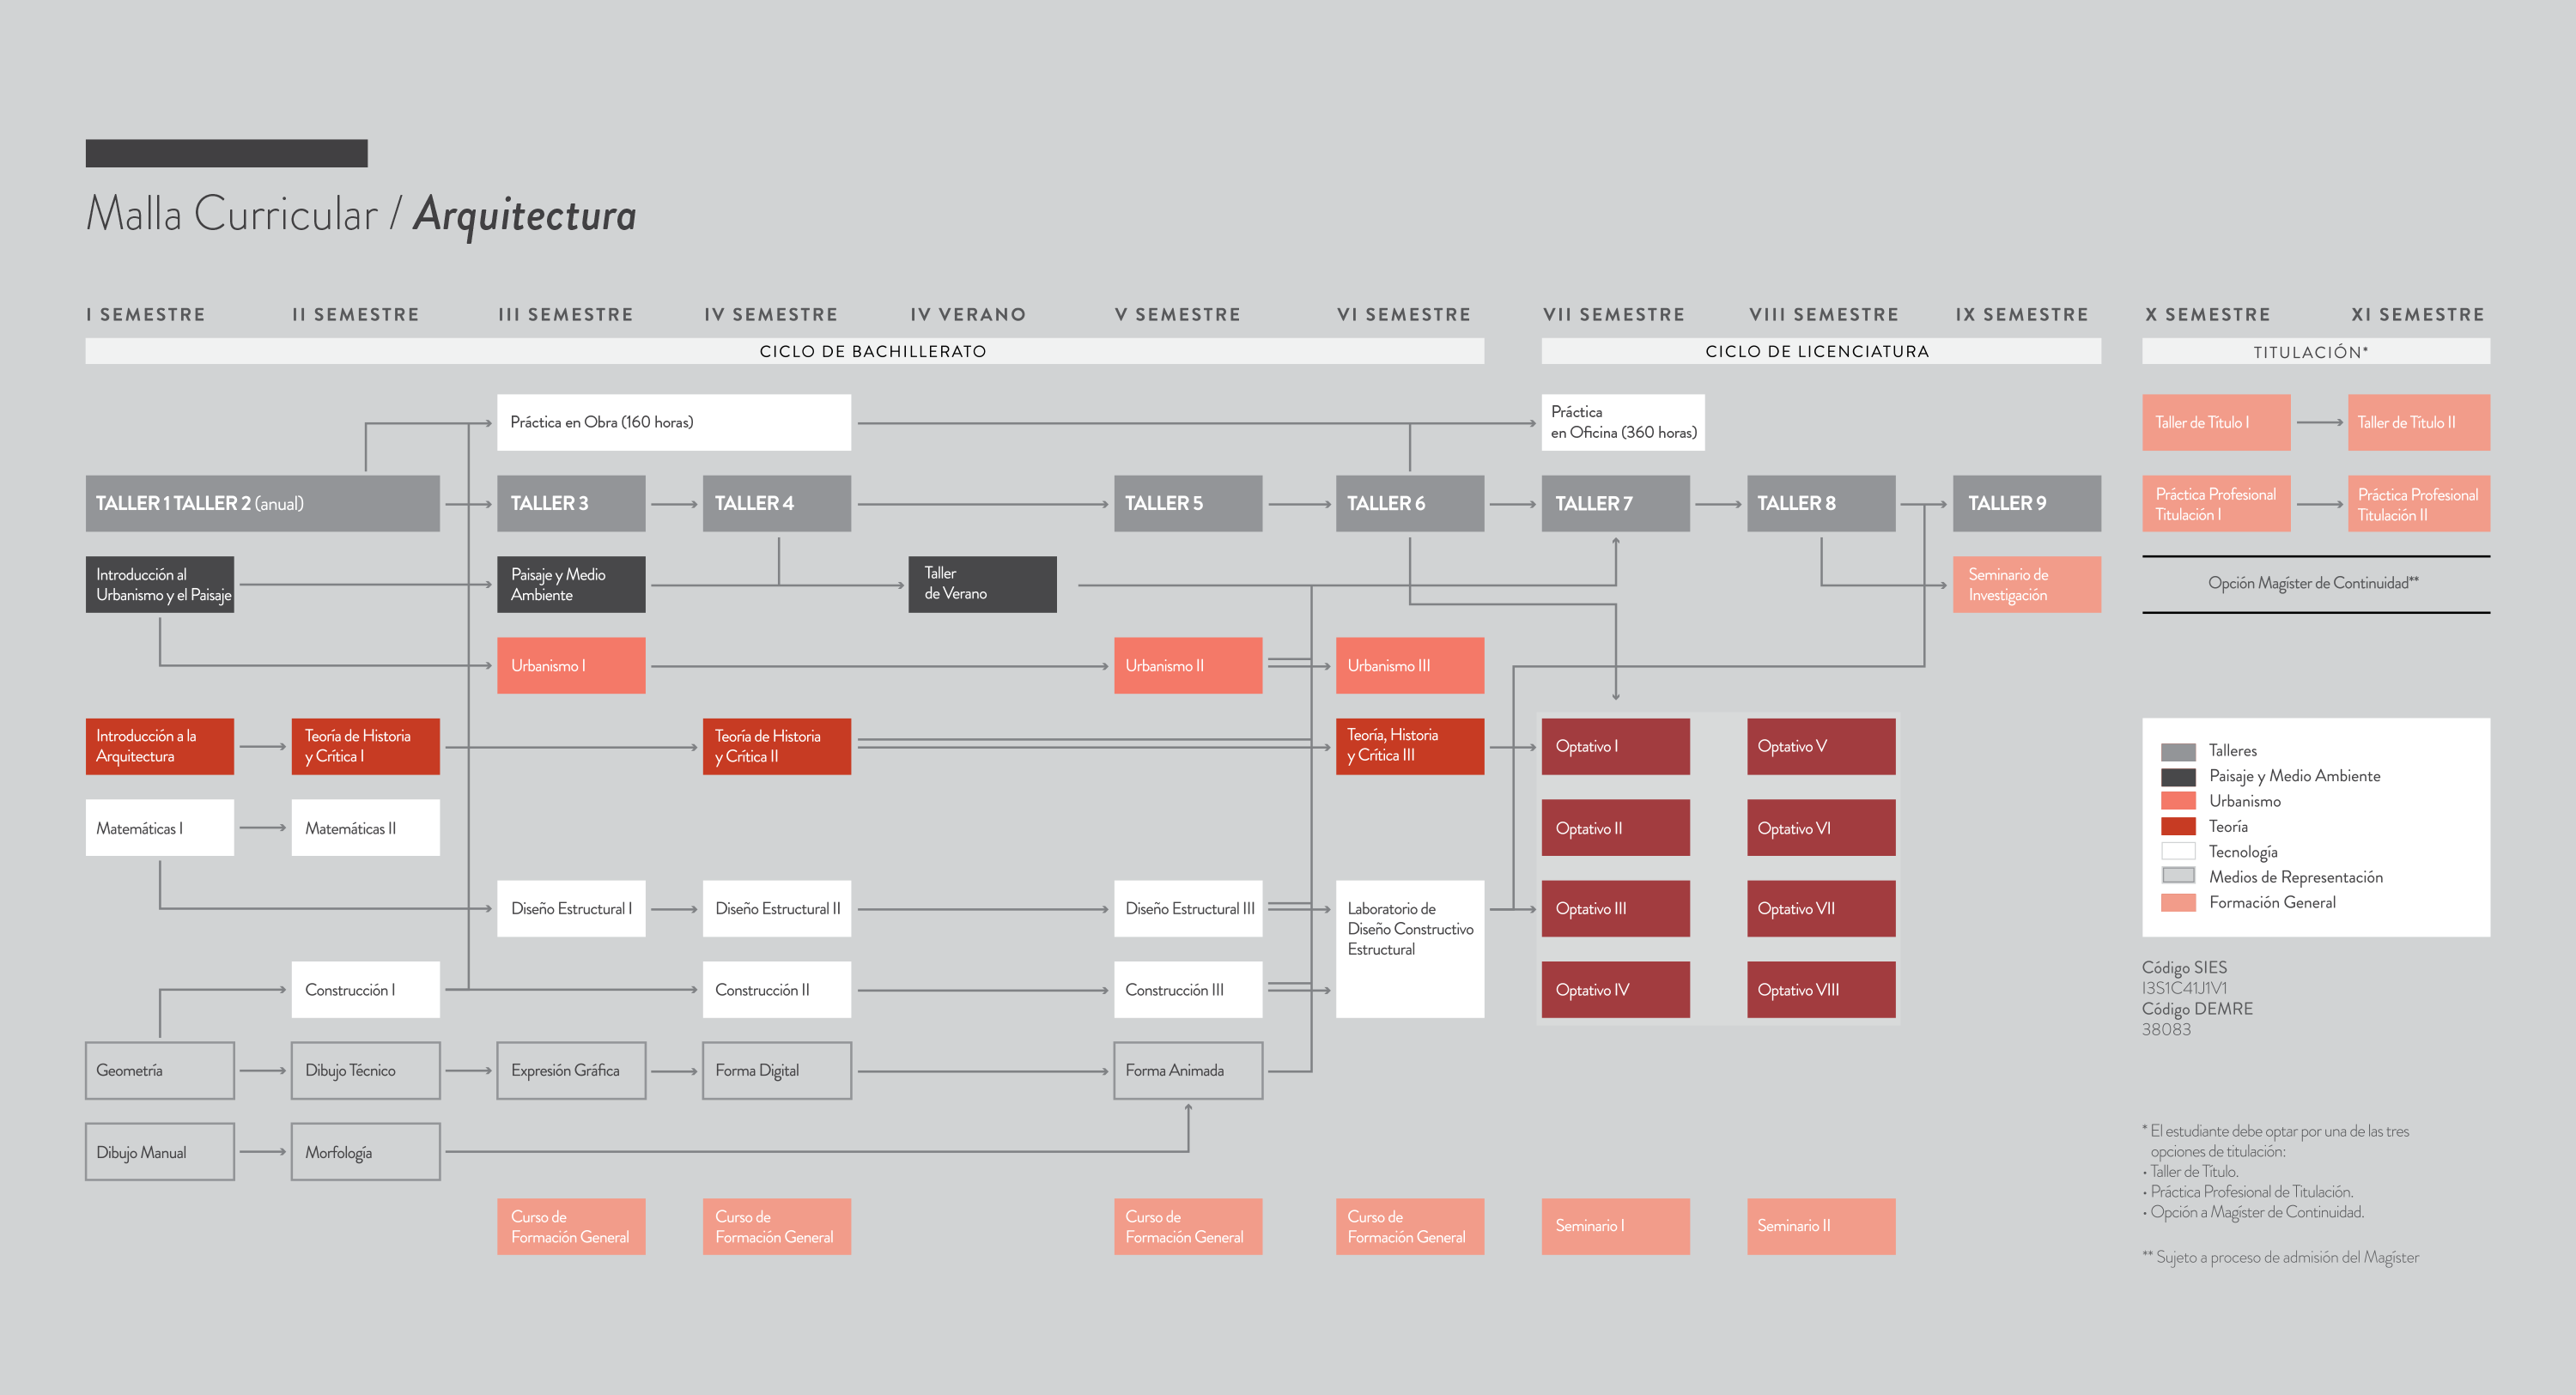 Malla Curricular / Arquitectura
I SEMESTRE
II SEMESTRE
III SEMESTRE
IV SEMESTRE
IV VERANO
V SEMESTRE
VI SEMESTRE
VII SEMESTRE
VIII SEMESTRE
IX SEMESTRE
X SEMESTRE
XI SEMESTRE
CICLO DE BACHILLERATO
CICLO DE LICENCIATURA
TITULACIÓN*
Práctica en Obra (160 horas)
Práctica
en Oficina (360 horas)
Taller de Título I
Taller de Título II
TALLER 1 TALLER 2 (anual)
TALLER 3
TALLER 4
TALLER 5
TALLER 6
TALLER 7
TALLER 8
TALLER 9
Práctica Profesional
Titulación I
Práctica Profesional
Titulación II
Introducción al
Urbanismo y el Paisaje
Paisaje y Medio
Ambiente
Taller
de Verano
Seminario de
Investigación
Opción Magíster de Continuidad**
Urbanismo I
Urbanismo II
Urbanismo III
Introducción a la
Arquitectura
Teoría de Historia
y Crítica I
Teoría de Historia
y Crítica II
Teoría, Historia
y Crítica III
Optativo I
Optativo V
Matemáticas I
Matemáticas II
Optativo II
Optativo VI
Diseño Estructural I
Diseño Estructural II
Diseño Estructural III
Laboratorio de
Diseño Constructivo
Estructural
Optativo III
Optativo VII
Construcción I
Construcción II
Construcción III
Optativo IV
Optativo VIII
Geometría
Dibujo Técnico
Expresión Gráfica
Forma Digital
Forma Animada
Dibujo Manual
Morfología
Curso de
Formación General
Curso de
Formación General
Curso de
Formación General
Curso de
Formación General
Seminario I
Seminario II
Talleres
Paisaje y Medio Ambiente
Urbanismo
Teoría
Tecnología
Medios de Representación
Formación General
Código SIES
I3S1C41J1V1
Código DEMRE
38083
* El estudiante debe optar por una de las tres
opciones de titulación:
• Taller de Título.
• Práctica Profesional de Titulación.
• Opción a Magíster de Continuidad.
** Sujeto a proceso de admisión del Magíster